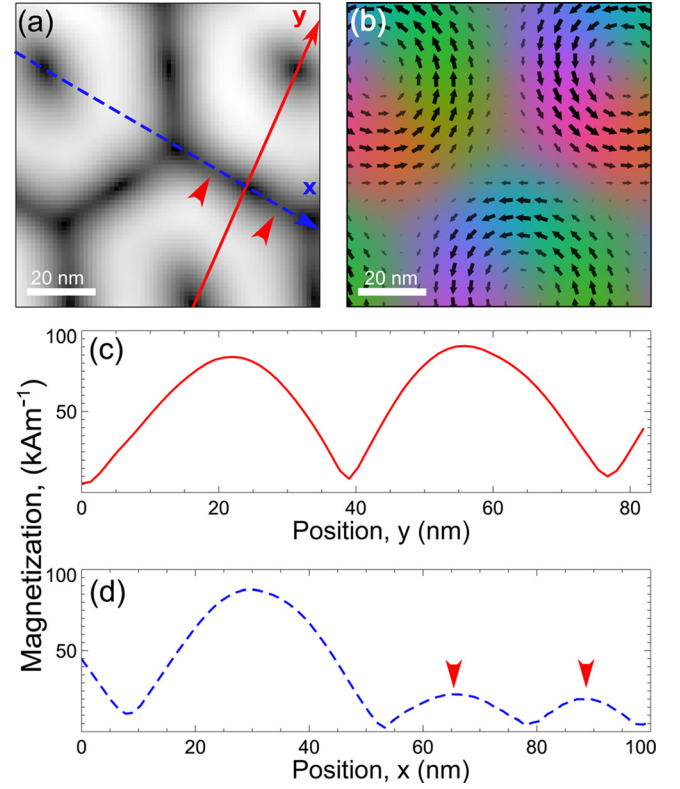 (a)
y
x
20 nm
(b)
20 nm
Magnetization, (kAm⁻¹)
(c)
100
50
0
20
40
60
80
Position, y (nm)
(d)
100
50
0
20
40
60
80
100
Position, x (nm)